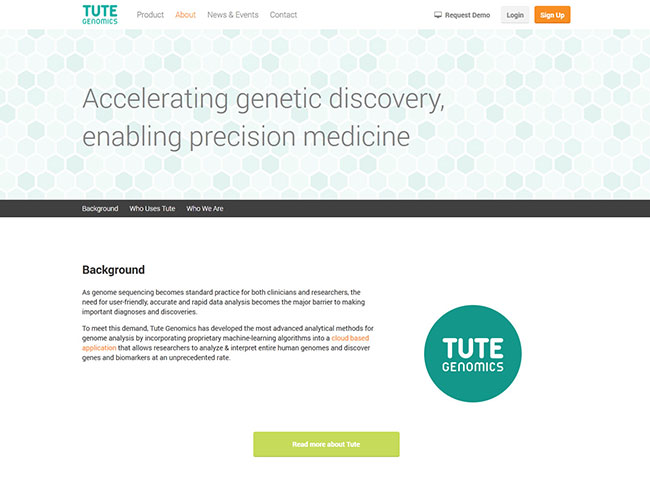 TUTE
GENOMICS
Product About News & Events Contact
Request Demo Login Sign Up
Accelerating genetic discovery,
enabling precision medicine
Background Who Uses Tute Who We Are
Background
As genome sequencing becomes standard practice for both clinicians and researchers, the
need for user-friendly, accurate and rapid data analysis becomes the major barrier to making
important diagnoses and discoveries.
To meet this demand, Tute Genomics has developed the most advanced analytical methods for
genome analysis by incorporating proprietary machine-learning algorithms into a cloud based
application that allows researchers to analyze & interpret entire human genomes and discover
genes and biomarkers at an unprecedented rate.
TUTE
GENOMICS
Read more about Tute